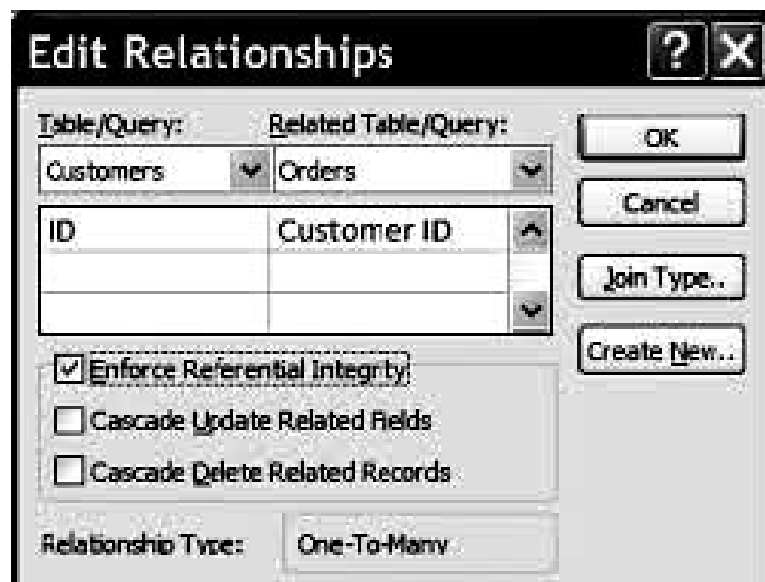 Edit Relationships ? X
Table/Query: Related Table/Query:
Customers Orders
OK
ID Customer ID
Cancel
Join Type..
Create New..
Enforce Referential Integrty
Cascade Update Related Fields
Cascade Delete Related Records
Relationship Type: One-To-Many